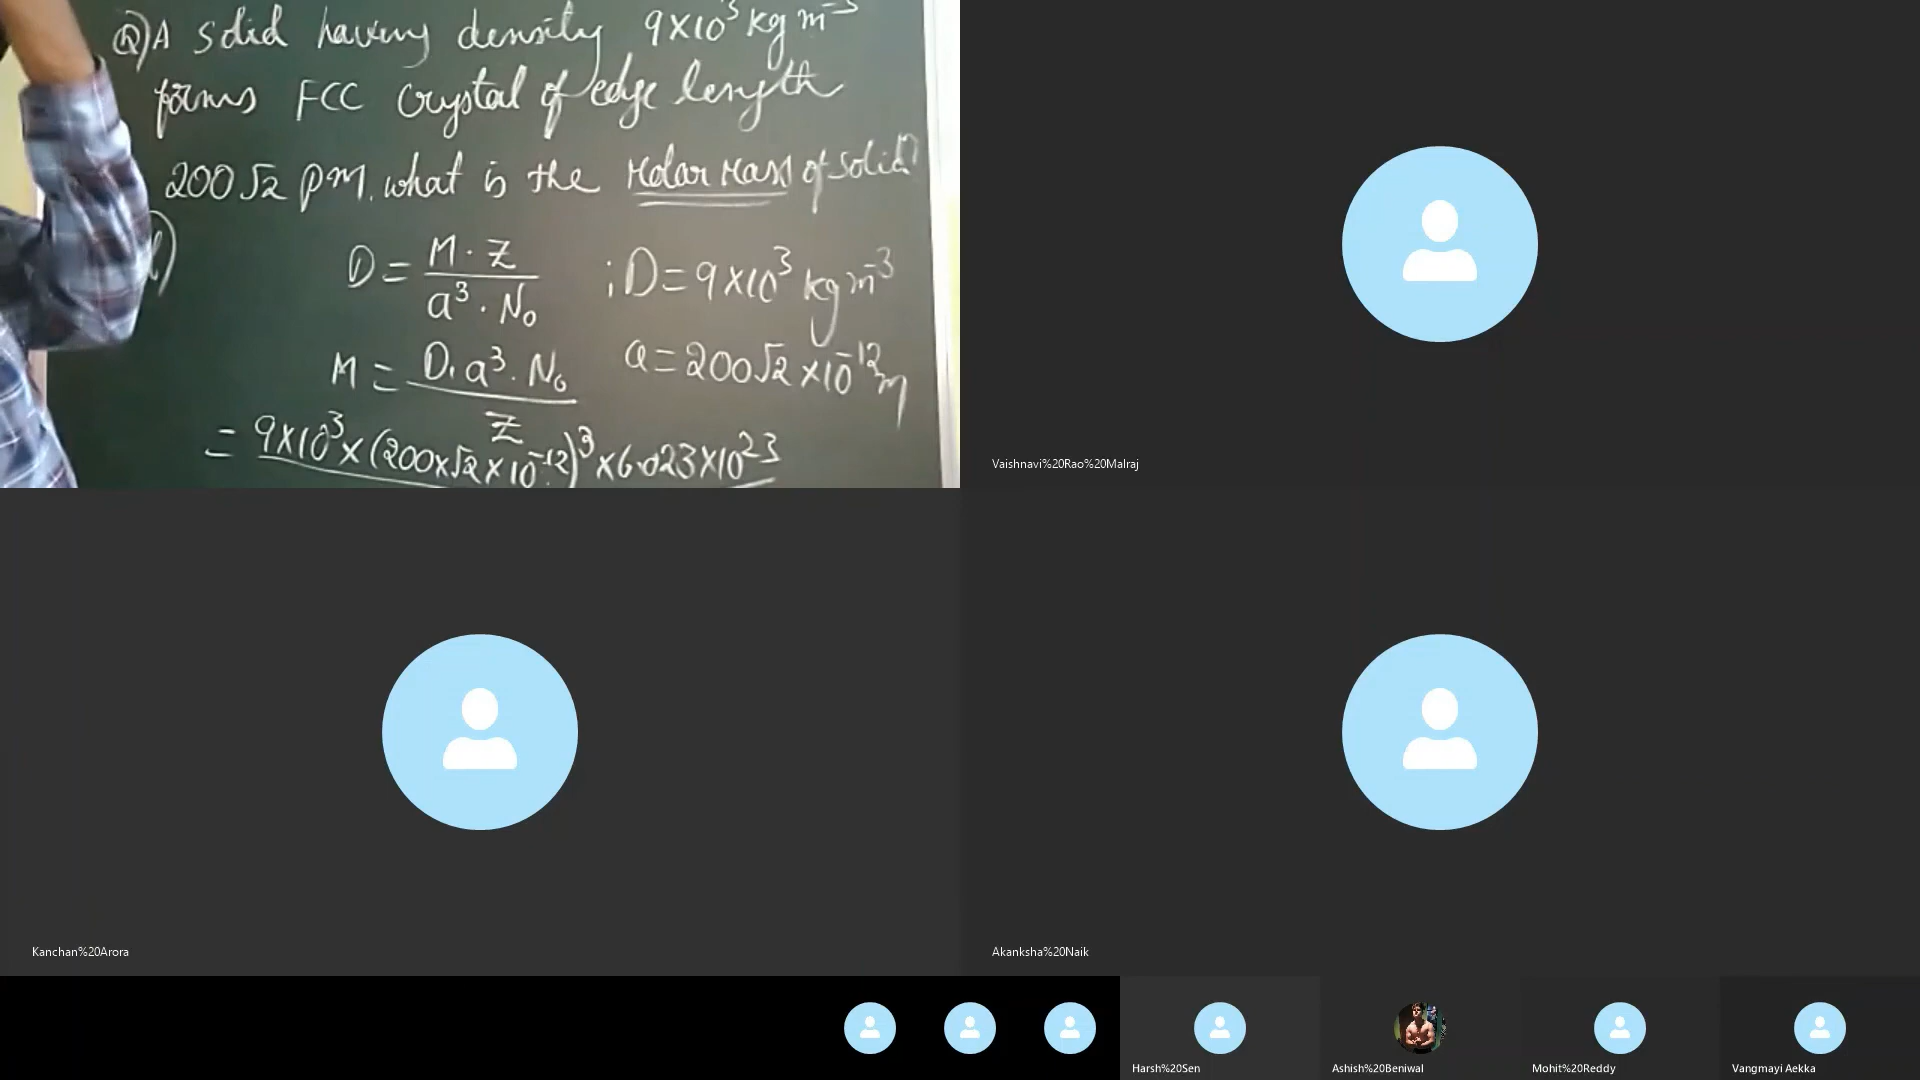 Q) A solid having density 9×10³ kg m⁻³
forms FCC crystal of edge length
200√2 pm. what is the Molar Mass of solid?
D = M · Z / a³ · N₀ ; D = 9×10³ kg m⁻³
M = D. a³. N₀ / Z a = 200√2 ×10⁻¹² m
= 9×10³ × (200×√2 ×10⁻¹²)³ × 6.023×10²³
Vaishnavi%20Rao%20Malraj
Kanchan%20Arora
Akanksha%20Naik
Harsh%20Sen
Ashish%20Beniwal
Mohit%20Reddy
Vangmayi Aekka